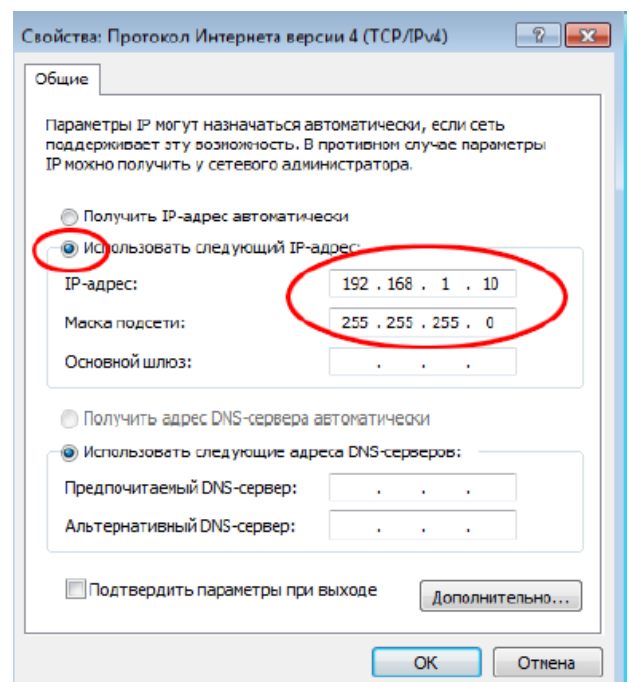 Свойства: Протокол Интернета версии 4 (TCP/IPv4)
Общие
Параметры IP могут назначаться автоматически, если сеть
поддерживает эту возможность. В противном случае параметры
IP можно получить у сетевого администратора.
Получить IP-адрес автоматически
Использовать следующий IP-адрес:
IP-адрес: 192 . 168 . 1 . 10
Маска подсети: 255 . 255 . 255 . 0
Основной шлюз: . . .
Получить адрес DNS-сервера автоматически
Использовать следующие адреса DNS-серверов:
Предпочитаемый DNS-сервер: . . .
Альтернативный DNS-сервер: . . .
Подтвердить параметры при выходе
Дополнительно...
OK Отмена